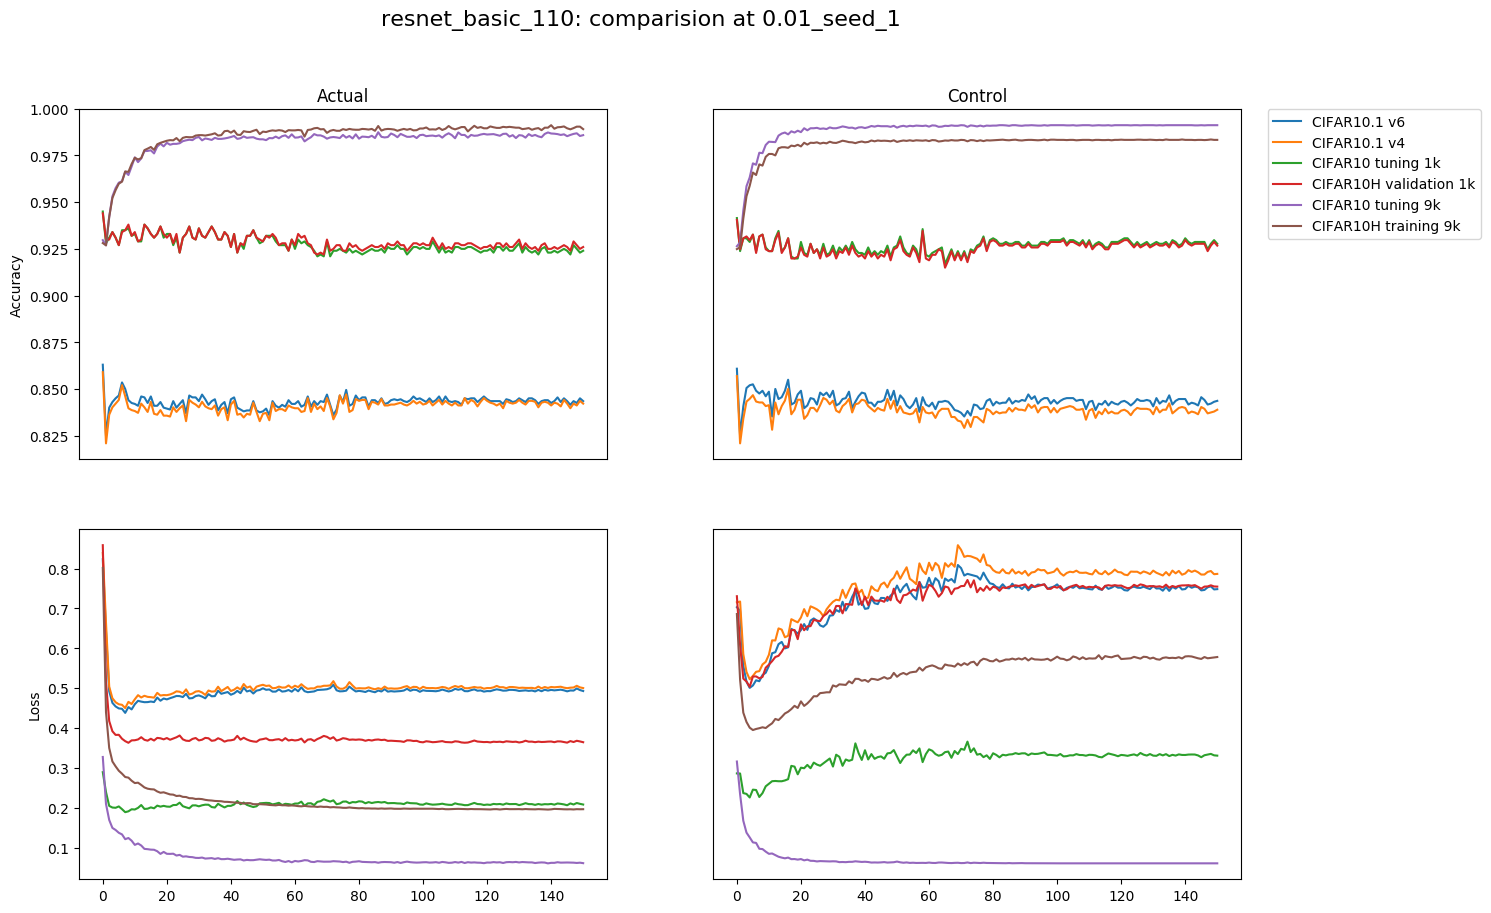 resnet_basic_110: comparision at 0.01_seed_1
Actual
Control
1.000
0.975
0.950
0.925
0.900
0.875
0.850
0.825
Accuracy
CIFAR10.1 v6
CIFAR10.1 v4
CIFAR10 tuning 1k
CIFAR10H validation 1k
CIFAR10 tuning 9k
CIFAR10H training 9k
0.8
0.7
0.6
0.5
0.4
0.3
0.2
0.1
Loss
0 20 40 60 80 100 120 140
0 20 40 60 80 100 120 140